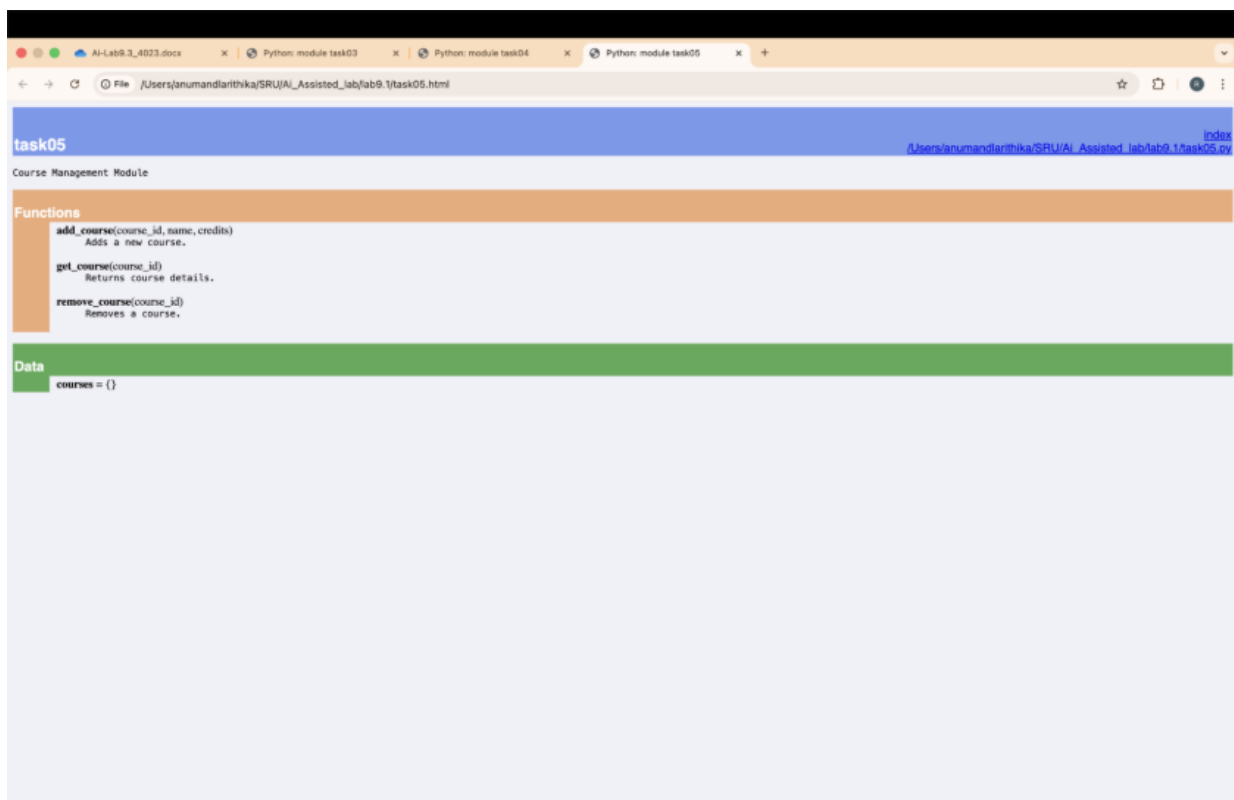 AI-Lab9.3_4023.docx
Python: module task03
Python: module task04
Python: module task05
File /Users/anumandlarithika/SRU/Ai_Assisted_lab/lab9.1/task05.html
index
task05
/Users/anumandlarithika/SRU/Ai_Assisted_lab/lab9.1/task05.py
Course Management Module
Functions
add_course(course_id, name, credits)
Adds a new course.
get_course(course_id)
Returns course details.
remove_course(course_id)
Removes a course.
Data
courses = {}